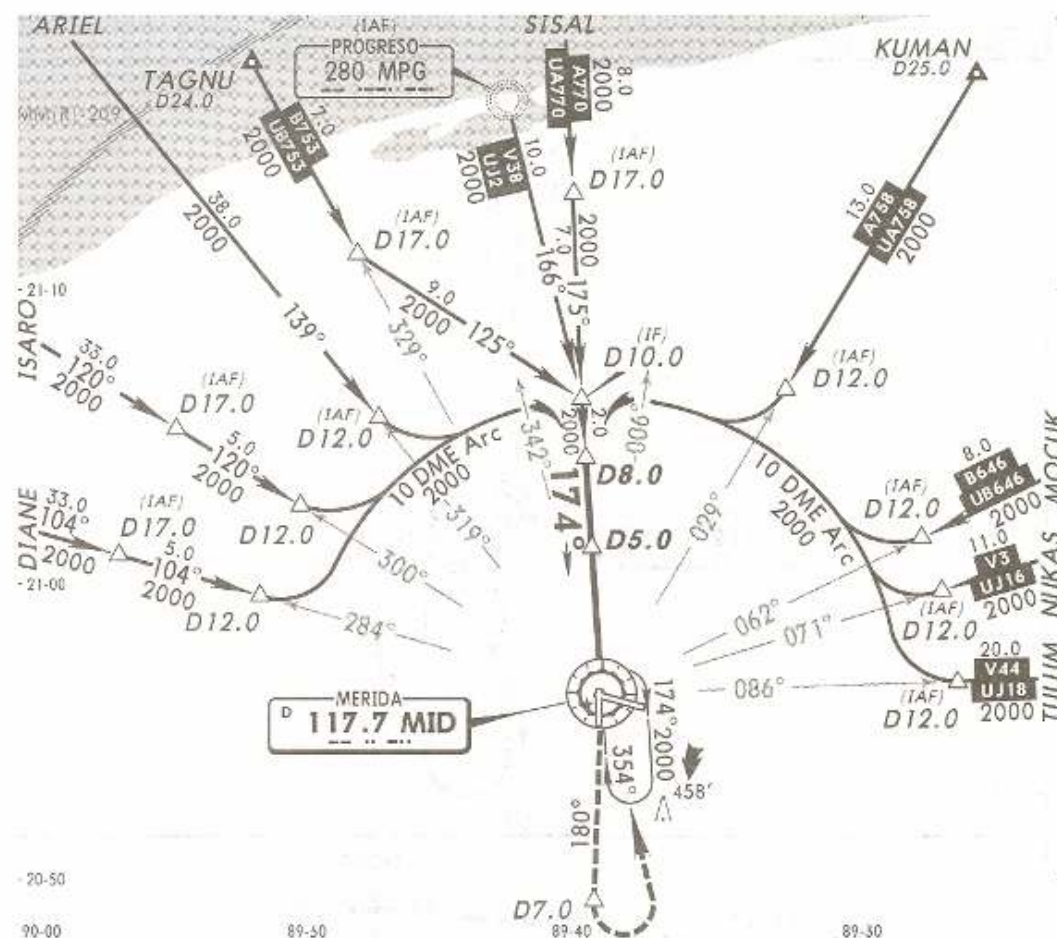 ARIEL
(IAF)
PROGRESO
280 MPG
SISAL
KUMAN
D25.0
TAGNU
D24.0
7.0
B753
UB753
2000
8.0
A770
UA770
2000
10.0
V38
UJ2
2000
(IAF)
D17.0
13.0
A758
UA758
2000
38.0
2000
139°
(IAF)
D17.0
329°
9.0
2000
125°
166°
7.0
2000
175°
- 21-10
ISARO
33.0
120°
2000
(IAF)
D17.0
5.0
120°
2000
(IAF)
D12.0
D12.0
(IF)
D10.0
(IAF)
D12.0
342°
006°
2.0
2000
D8.0
174°
D5.0
10 DME Arc
2000
10 DME Arc
2000
319°
300°
284°
029°
062°
071°
086°
DIANE
33.0
104°
2000
(IAF)
D17.0
5.0
104°
2000
D12.0
- 21-00
8.0
B646
UB646
2000
MOCUK
(IAF)
D12.0
11.0
V3
UJ16
2000
NUKAS
(IAF)
D12.0
20.0
V44
UJ18
2000
TULUM
(IAF)
D12.0
MERIDA
D 117.7 MID
174°
2000
354°
458'
180°
D7.0
- 20-50
90-00
89-50
89-40
89-30